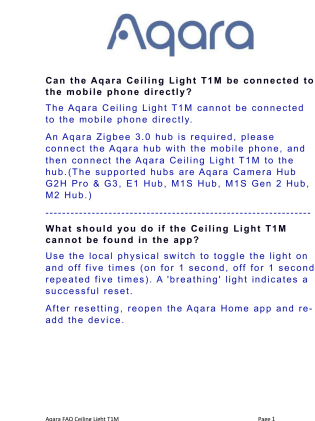 Aqara
Can the Aqara Ceiling Light T1M be connected to
the mobile phone directly?
The Aqara Ceiling Light T1M cannot be connected
to the mobile phone directly.
An Aqara Zigbee 3.0 hub is required, please
connect the Aqara hub with the mobile phone, and
then connect the Aqara Ceiling Light T1M to the
hub.(The supported hubs are Aqara Camera Hub
G2H Pro & G3, E1 Hub, M1S Hub, M1S Gen 2 Hub,
M2 Hub.)
----------------------------------------------------------------
What should you do if the Ceiling Light T1M
cannot be found in the app?
Use the local physical switch to toggle the light on
and off five times (on for 1 second, off for 1 second
repeated five times). A 'breathing' light indicates a
successful reset.
After resetting, reopen the Aqara Home app and re-
add the device.
Aqara FAQ Ceiling Light T1M Page 1